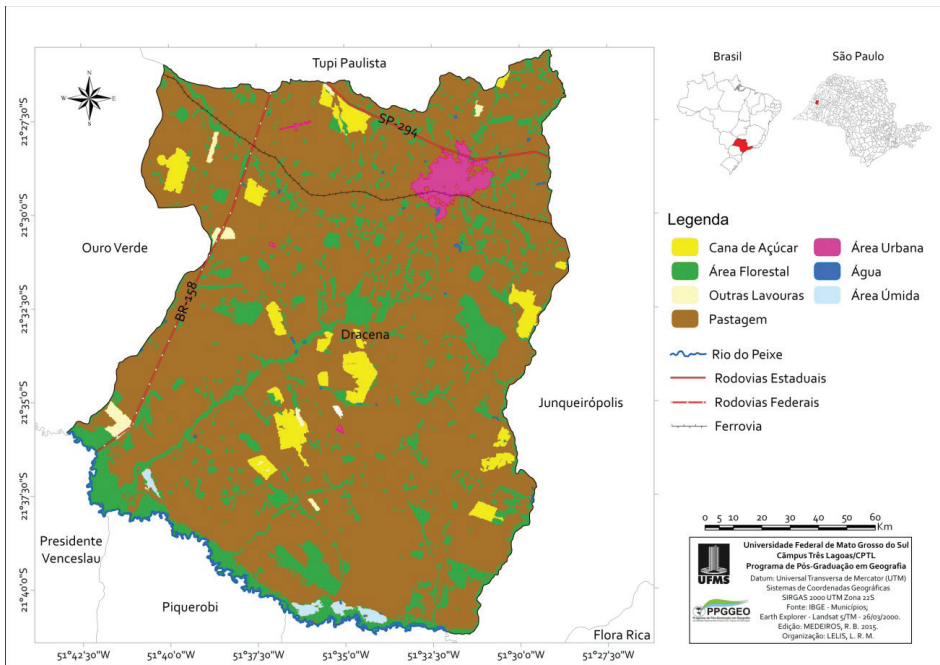 Tupi Paulista
N
W E
S
SP-294
BR-158
Ouro Verde
Dracena
Junqueirópolis
Presidente
Venceslau
Piquerobi
Flora Rica
21°27'30"S
21°30'0"S
21°32'30"S
21°35'0"S
21°37'30"S
21°40'0"S
51°42'30"W
51°40'0"W
51°37'30"W
51°35'0"W
51°32'30"W
51°30'0"W
51°27'30"W
Brasil
São Paulo
Legenda
Cana de Açúcar
Área Florestal
Outras Lavouras
Pastagem
Área Urbana
Água
Área Úmida
Rio do Peixe
Rodovias Estaduais
Rodovias Federais
Ferrovia
0 5 10 20 30 40 50 60
Km
UFMS
PPGGEO
Universidade Federal de Mato Grosso do Sul
Câmpus Três Lagoas/CPTL
Programa de Pós-Graduação em Geografia
Datum: Universal Transversa de Mercator (UTM)
Sistemas de Coordenadas Geográficas
SIRGAS 2000 UTM Zona 22S
Fonte: IBGE - Municípios;
Earth Explorer - Landsat 5/TM - 26/03/2000.
Edição: MEDEIROS, R. B. 2015.
Organização: LELIS, L. R. M.